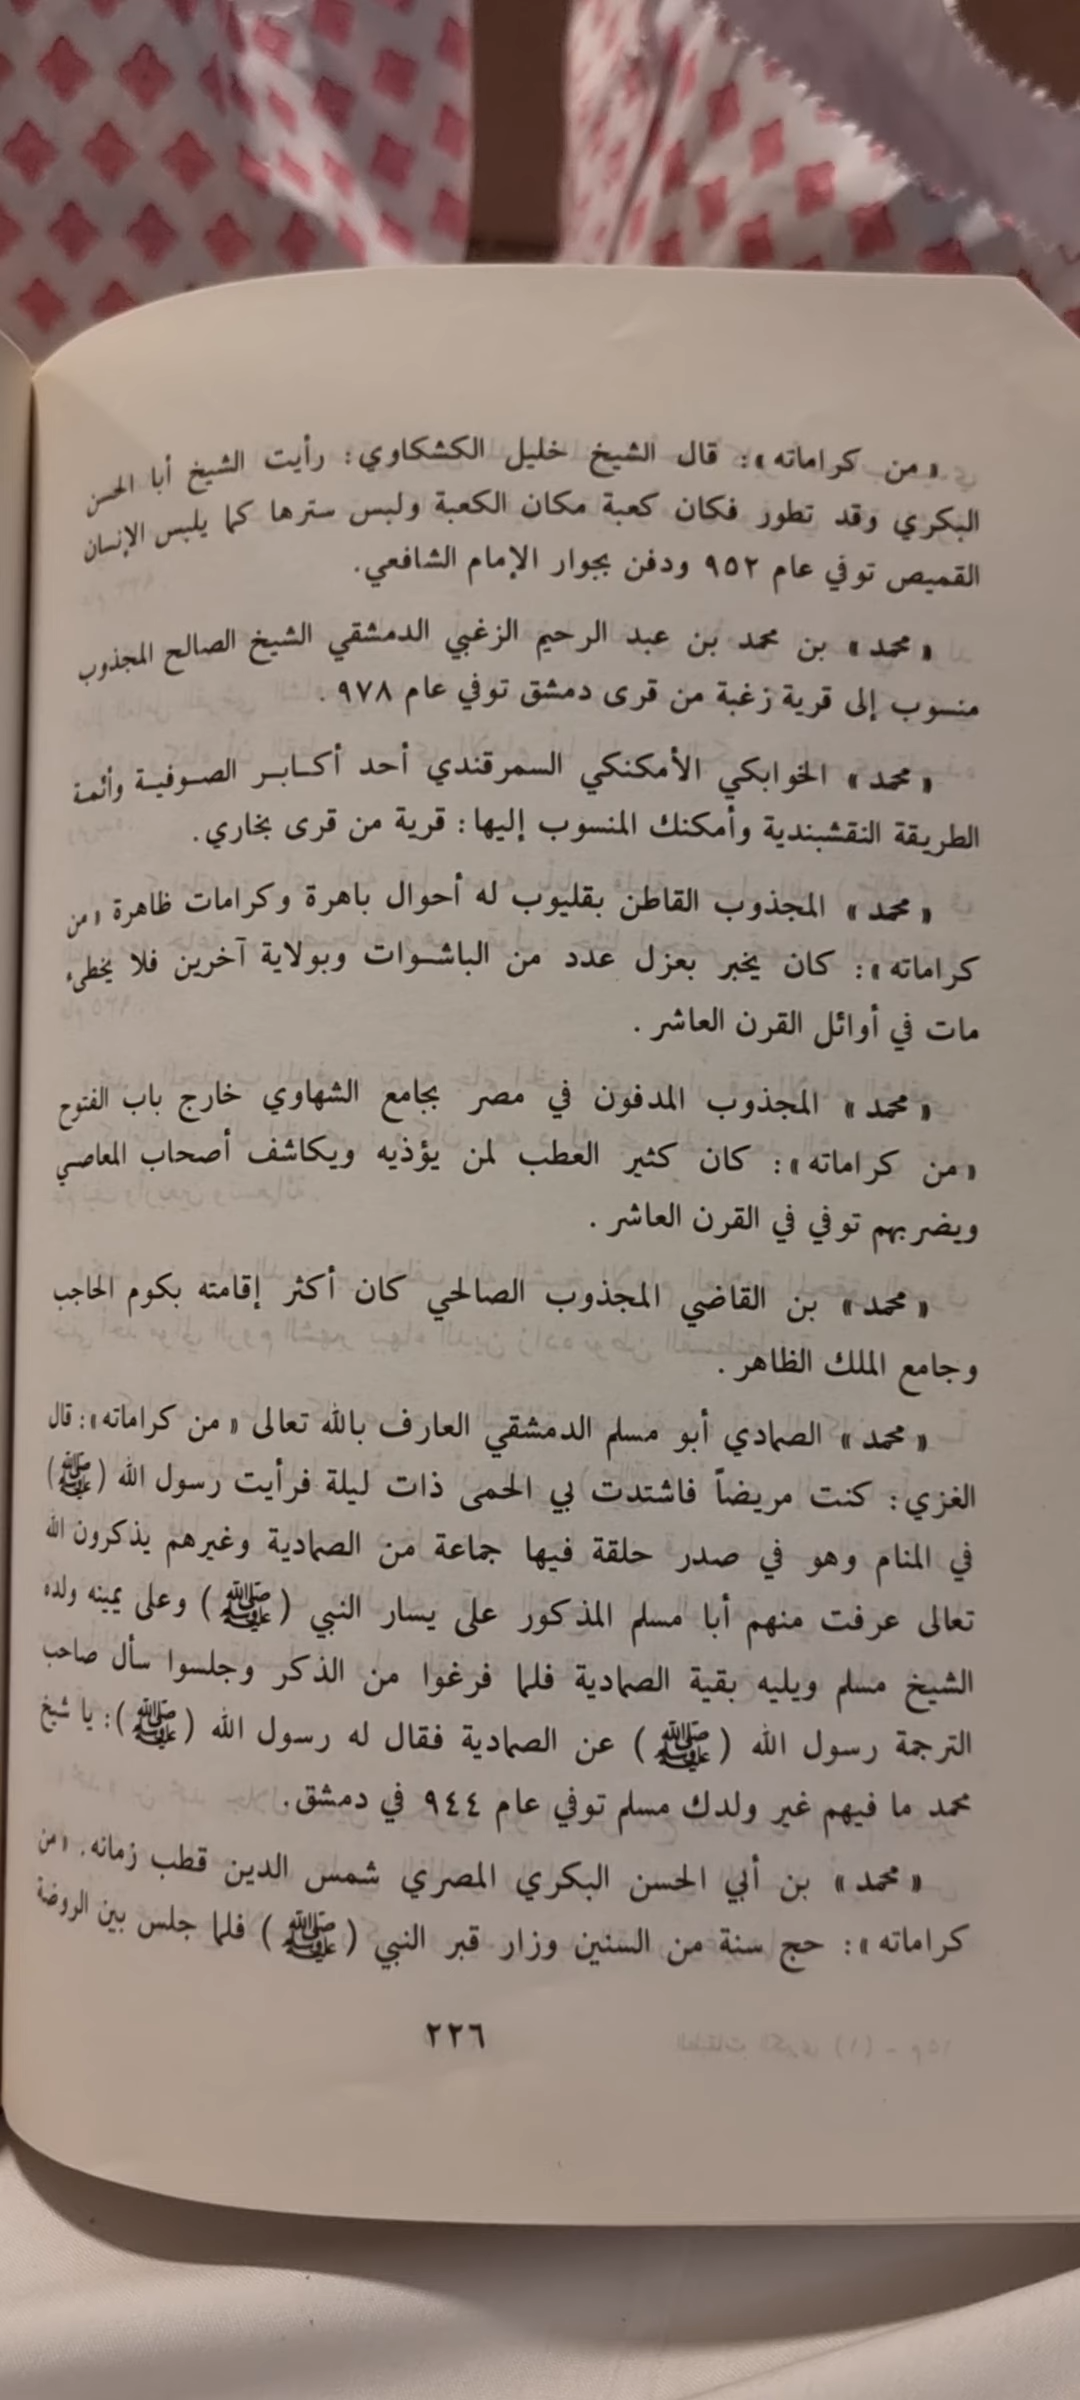 « من كراماته »: قال الشيخ خليل الكشكاوي: رأيت الشيخ أبا الحسن
البكري وقد تطور فكان كعبة مكان الكعبة ولبس سترها كما يلبس الإنسان
القميص توفي عام ٩٥٢ ودفن بجوار الإمام الشافعي.
« محمد » بن محمد بن عبد الرحيم الزغبي الدمشقي الشيخ الصالح المجذوب
منسوب إلى قرية زغبة من قرى دمشق توفي عام ٩٧٨ .
« محمد » الخوابكي الأمكنكي السمرقندي أحد أكابر الصوفية وأئمة
الطريقة النقشبندية وأمكنك المنسوب إليها: قرية من قرى بخاري.
« محمد » المجذوب القاطن بقليوب له أحوال باهرة وكرامات ظاهرة « من
كراماته »: كان يخبر بعزل عدد من الباشوات وبولاية آخرين فلا يخطىء
مات في أوائل القرن العاشر .
« محمد » المجذوب المدفون في مصر بجامع الشهاوي خارج باب الفتوح
« من كراماته »: كان كثير العطب لمن يؤذيه ويكاشف أصحاب المعاصي
ويضربهم توفي في القرن العاشر .
« محمد » بن القاضي المجذوب الصالحي كان أكثر إقامته بكوم الحاجب
وجامع الملك الظاهر .
« محمد » الصمادي أبو مسلم الدمشقي العارف بالله تعالى « من كراماته »: قال
الغزي: كنت مريضاً فاشتدت بي الحمى ذات ليلة فرأيت رسول الله (ﷺ)
في المنام وهو في صدر حلقة فيها جماعة من الصمادية وغيرهم يذكرون الله
تعالى عرفت منهم أبا مسلم المذكور على يسار النبي (ﷺ) وعلى يمينه ولده
الشيخ مسلم ويليه بقية الصمادية فلما فرغوا من الذكر وجلسوا سأل صاحب
الترجمة رسول الله (ﷺ) عن الصمادية فقال له رسول الله (ﷺ): يا شيخ
محمد ما فيهم غير ولدك مسلم توفي عام ٩٤٤ في دمشق.
« محمد » بن أبي الحسن البكري المصري شمس الدين قطب زمانه. « من
كراماته »: حج سنة من السنين وزار قبر النبي (ﷺ) فلما جلس بين الروضة
٢٢٦